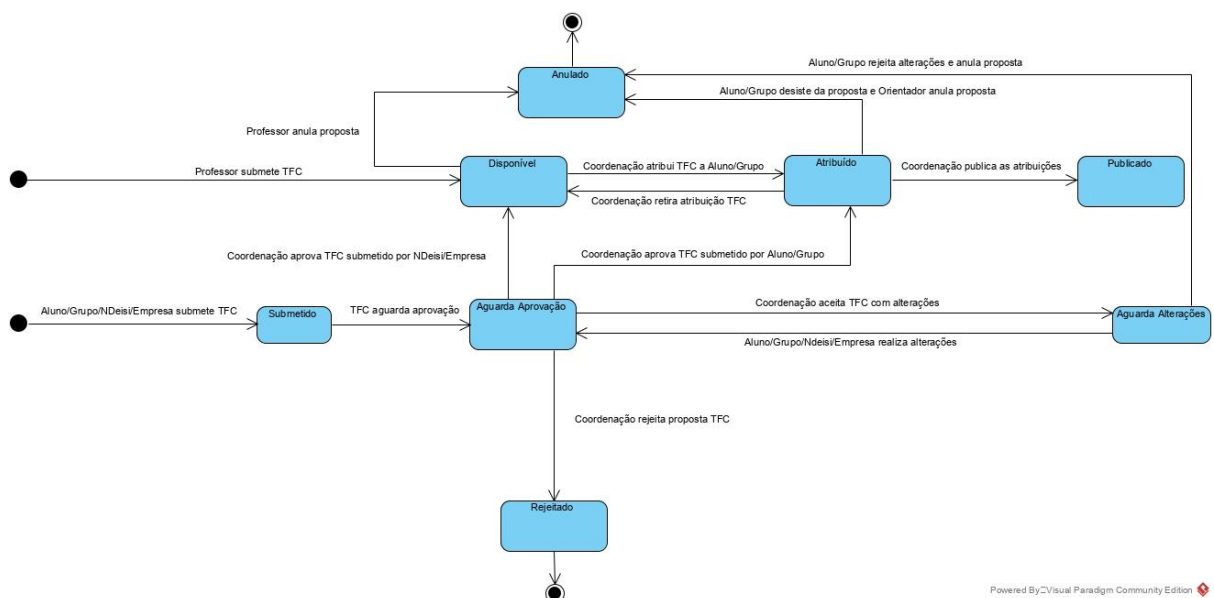 Anulado
Aluno/Grupo rejeita alterações e anula proposta
Aluno/Grupo desiste da proposta e Orientador anula proposta
Professor anula proposta
Professor submete TFC
Disponível
Coordenação atribui TFC a Aluno/Grupo
Coordenação retira atribuição TFC
Atribuído
Coordenação publica as atribuições
Publicado
Coordenação aprova TFC submetido por NDeisi/Empresa
Coordenação aprova TFC submetido por Aluno/Grupo
Aluno/Grupo/NDeisi/Empresa submete TFC
Submetido
TFC aguarda aprovação
Aguarda Aprovação
Coordenação aceita TFC com alterações
Aluno/Grupo/Ndeisi/Empresa realiza alterações
Aguarda Alterações
Coordenação rejeita proposta TFC
Rejeitado
Powered By Visual Paradigm Community Edition